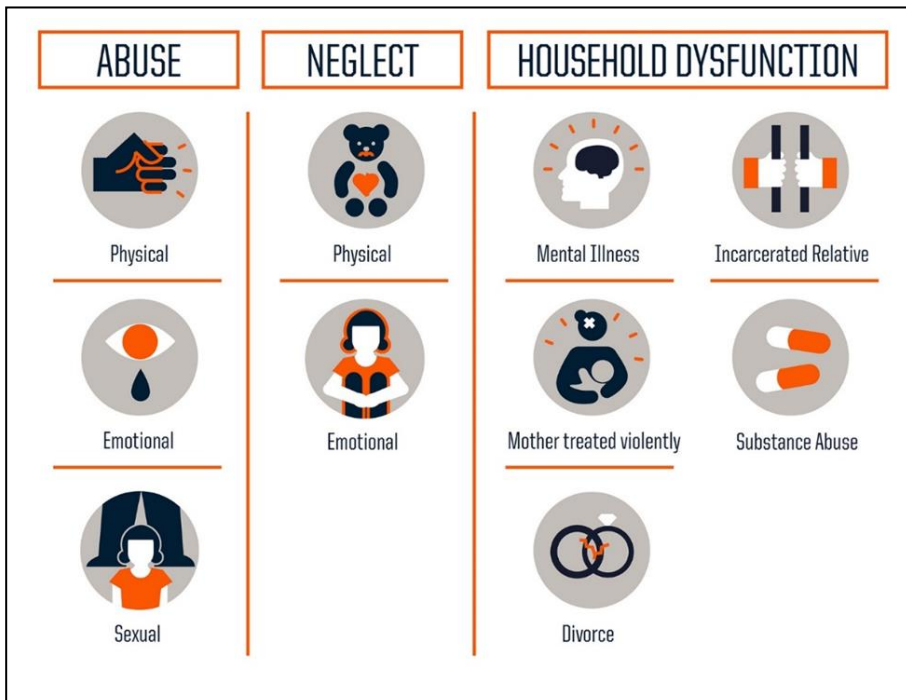 ABUSE
NEGLECT
HOUSEHOLD DYSFUNCTION
Physical
Physical
Mental Illness
Incarcerated Relative
Emotional
Emotional
Mother treated violently
Substance Abuse
Sexual
Divorce